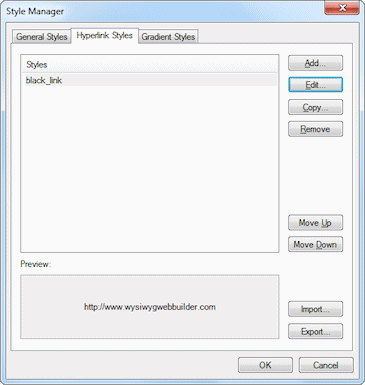 Style Manager
General Styles Hyperlink Styles Gradient Styles
Styles
black_link
Add...
Edit...
Copy...
Remove
Move Up
Move Down
Preview:
http://www.wysiwygwebbuilder.com
Import...
Export...
OK Cancel